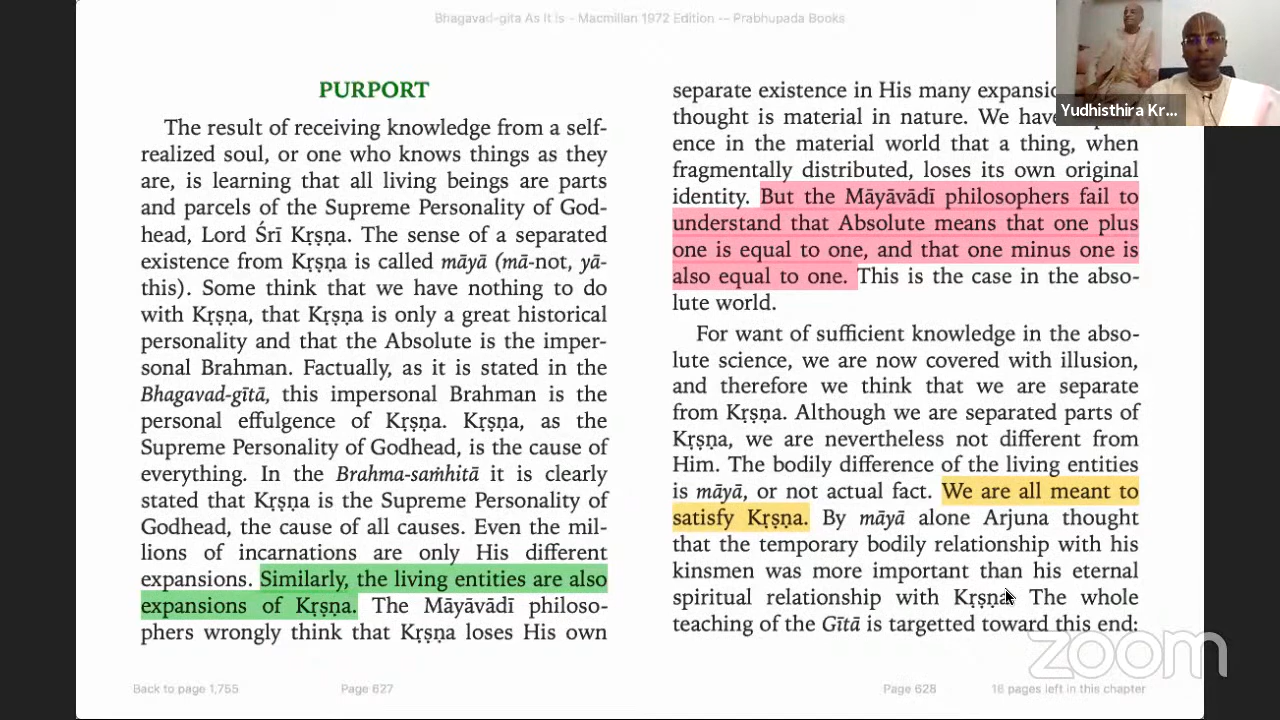 Bhagavad-gita As It Is - Macmillan 1972 Edition -- Prabhupada Books
PURPORT
The result of receiving knowledge from a self-
realized soul, or one who knows things as they
are, is learning that all living beings are parts
and parcels of the Supreme Personality of God-
head, Lord Śrī Kṛṣṇa. The sense of a separated
existence from Kṛṣṇa is called māyā (mā-not, yā-
this). Some think that we have nothing to do
with Kṛṣṇa, that Kṛṣṇa is only a great historical
personality and that the Absolute is the imper-
sonal Brahman. Factually, as it is stated in the
Bhagavad-gītā, this impersonal Brahman is the
personal effulgence of Kṛṣṇa. Kṛṣṇa, as the
Supreme Personality of Godhead, is the cause of
everything. In the Brahma-saṁhitā it is clearly
stated that Kṛṣṇa is the Supreme Personality of
Godhead, the cause of all causes. Even the mil-
lions of incarnations are only His different
expansions. Similarly, the living entities are also
expansions of Kṛṣṇa. The Māyāvādī philoso-
phers wrongly think that Kṛṣṇa loses His own
Back to page 1,755
Page 627
separate existence in His many
thought is material in nature. We have
ence in the material world that a thing, when
fragmentally distributed, loses its own original
identity. But the Māyāvādī philosophers fail to
understand that Absolute means that one plus
one is equal to one, and that one minus one is
also equal to one. This is the case in the abso-
lute world.
For want of sufficient knowledge in the abso-
lute science, we are now covered with illusion,
and therefore we think that we are separate
from Kṛṣṇa. Although we are separated parts of
Kṛṣṇa, we are nevertheless not different from
Him. The bodily difference of the living entities
is māyā, or not actual fact. We are all meant to
satisfy Kṛṣṇa. By māyā alone Arjuna thought
that the temporary bodily relationship with his
kinsmen was more important than his eternal
spiritual relationship with Kṛṣṇa. The whole
teaching of the Gītā is targetted toward this end:
Page 628
16 pages left in this chapter
Yudhisthira Kr...
zoom